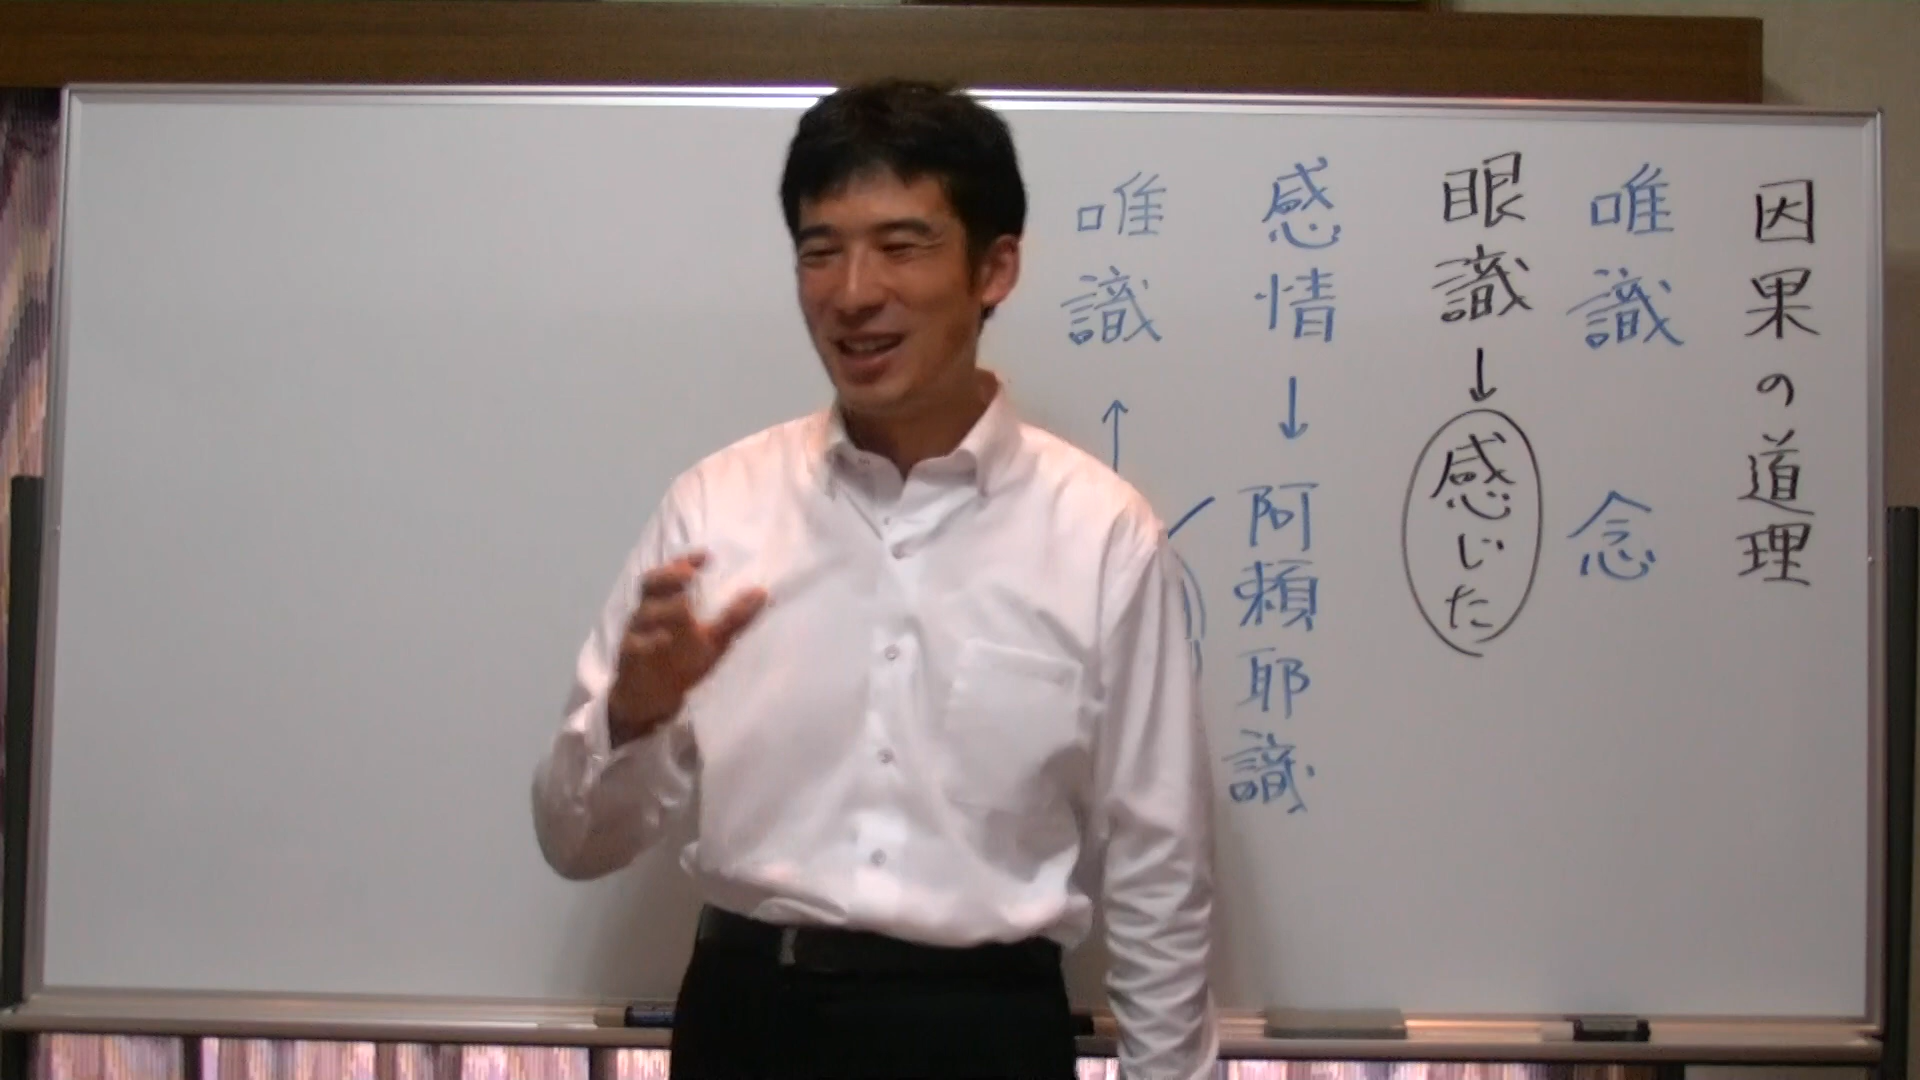 因果の道理
唯識 念
眼識→感じた
感情→阿頼耶識
唯識